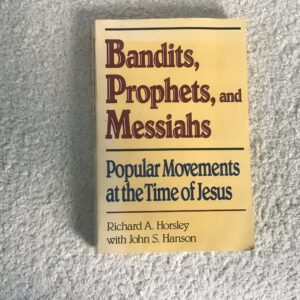 Bandits,
Prophets, and
Messiahs
Popular Movements
at the Time of Jesus
Richard A. Horsley
with John S. Hanson